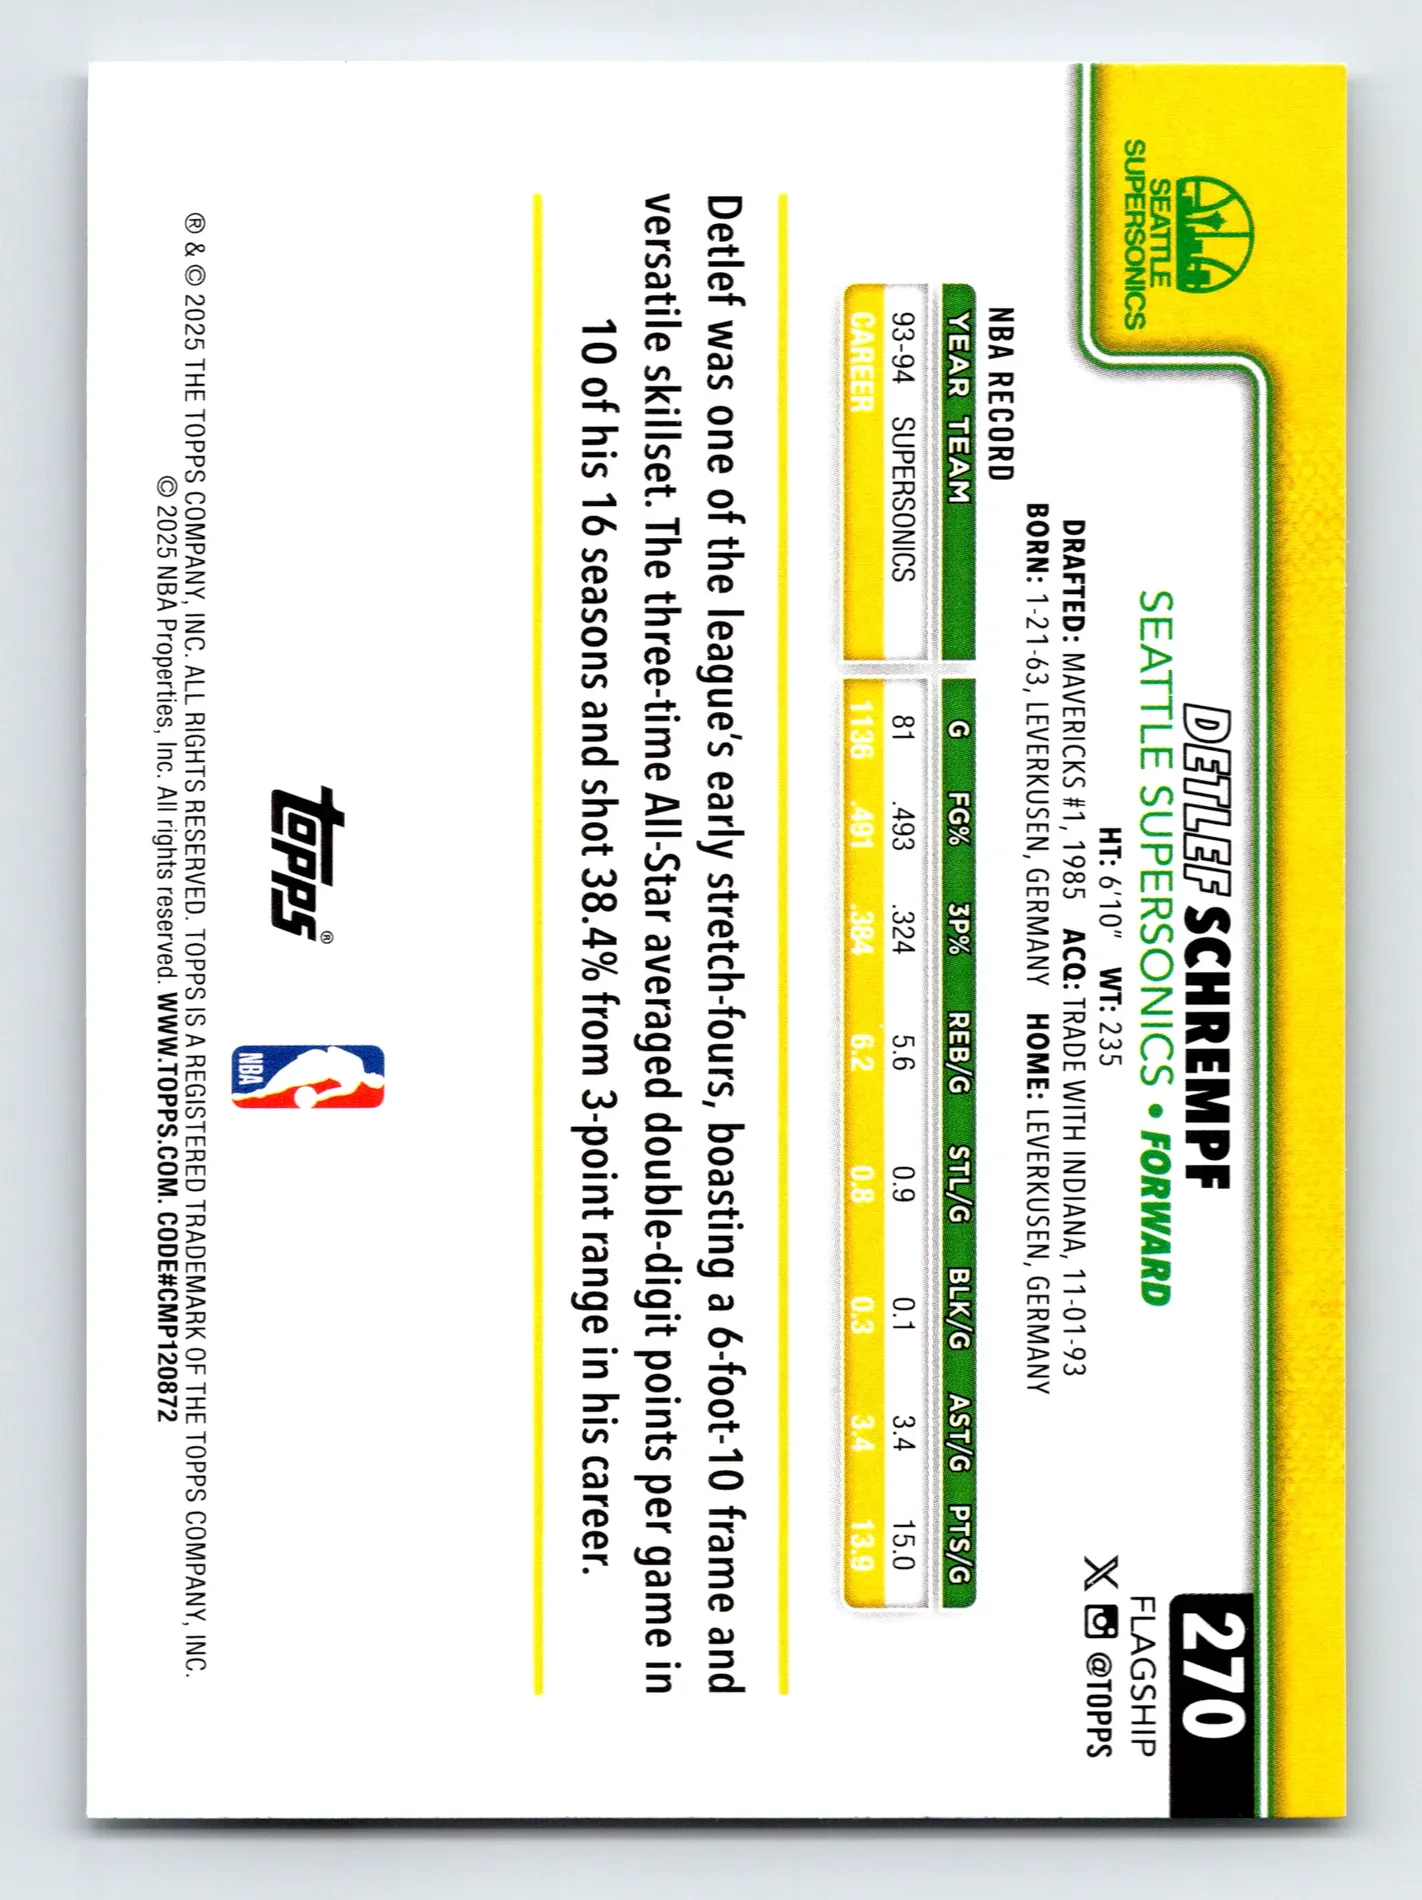 SEATTLE
SUPERSONICS
270
FLAGSHIP
X @TOPPS
DETLEF SCHREMPF
SEATTLE SUPERSONICS • FORWARD
HT: 6'10" WT: 235
DRAFTED: MAVERICKS #1, 1985 ACQ: TRADE WITH INDIANA, 11-01-93
BORN: 1-21-63, LEVERKUSEN, GERMANY HOME: LEVERKUSEN, GERMANY
NBA RECORD
YEAR TEAM G FG% 3P% REB/G STL/G BLK/G AST/G PTS/G
93-94 SUPERSONICS 81 .493 .324 5.6 0.9 0.1 3.4 15.0
CAREER 1136 .491 .384 6.2 0.8 0.3 3.4 13.9
Detlef was one of the league's early stretch-fours, boasting a 6-foot-10 frame and
versatile skillset. The three-time All-Star averaged double-digit points per game in
10 of his 16 seasons and shot 38.4% from 3-point range in his career.
topps®
NBA
® & © 2025 THE TOPPS COMPANY, INC. ALL RIGHTS RESERVED. TOPPS IS A REGISTERED TRADEMARK OF THE TOPPS COMPANY, INC.
© 2025 NBA Properties, Inc. All rights reserved. WWW.TOPPS.COM. CODE#CMP120872